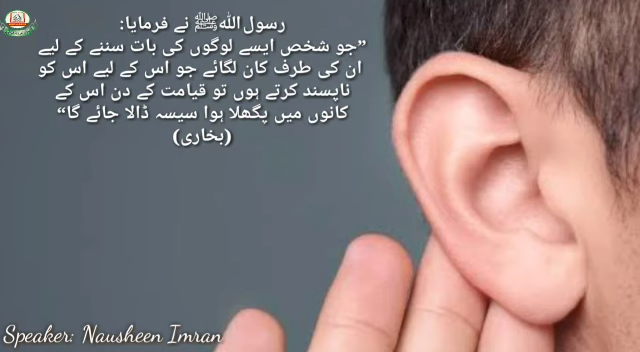 رسول اللهﷺ نے فرمایا:
”جو شخص ایسے لوگوں کی بات سننے کے لیے
ان کی طرف کان لگائے جو اس کے لیے اس کو
ناپسند کرتے ہوں تو قیامت کے دن اس کے
کانوں میں پگھلا ہوا سیسہ ڈالا جائے گا“
(بخاری)
Speaker: Nausheen Imran